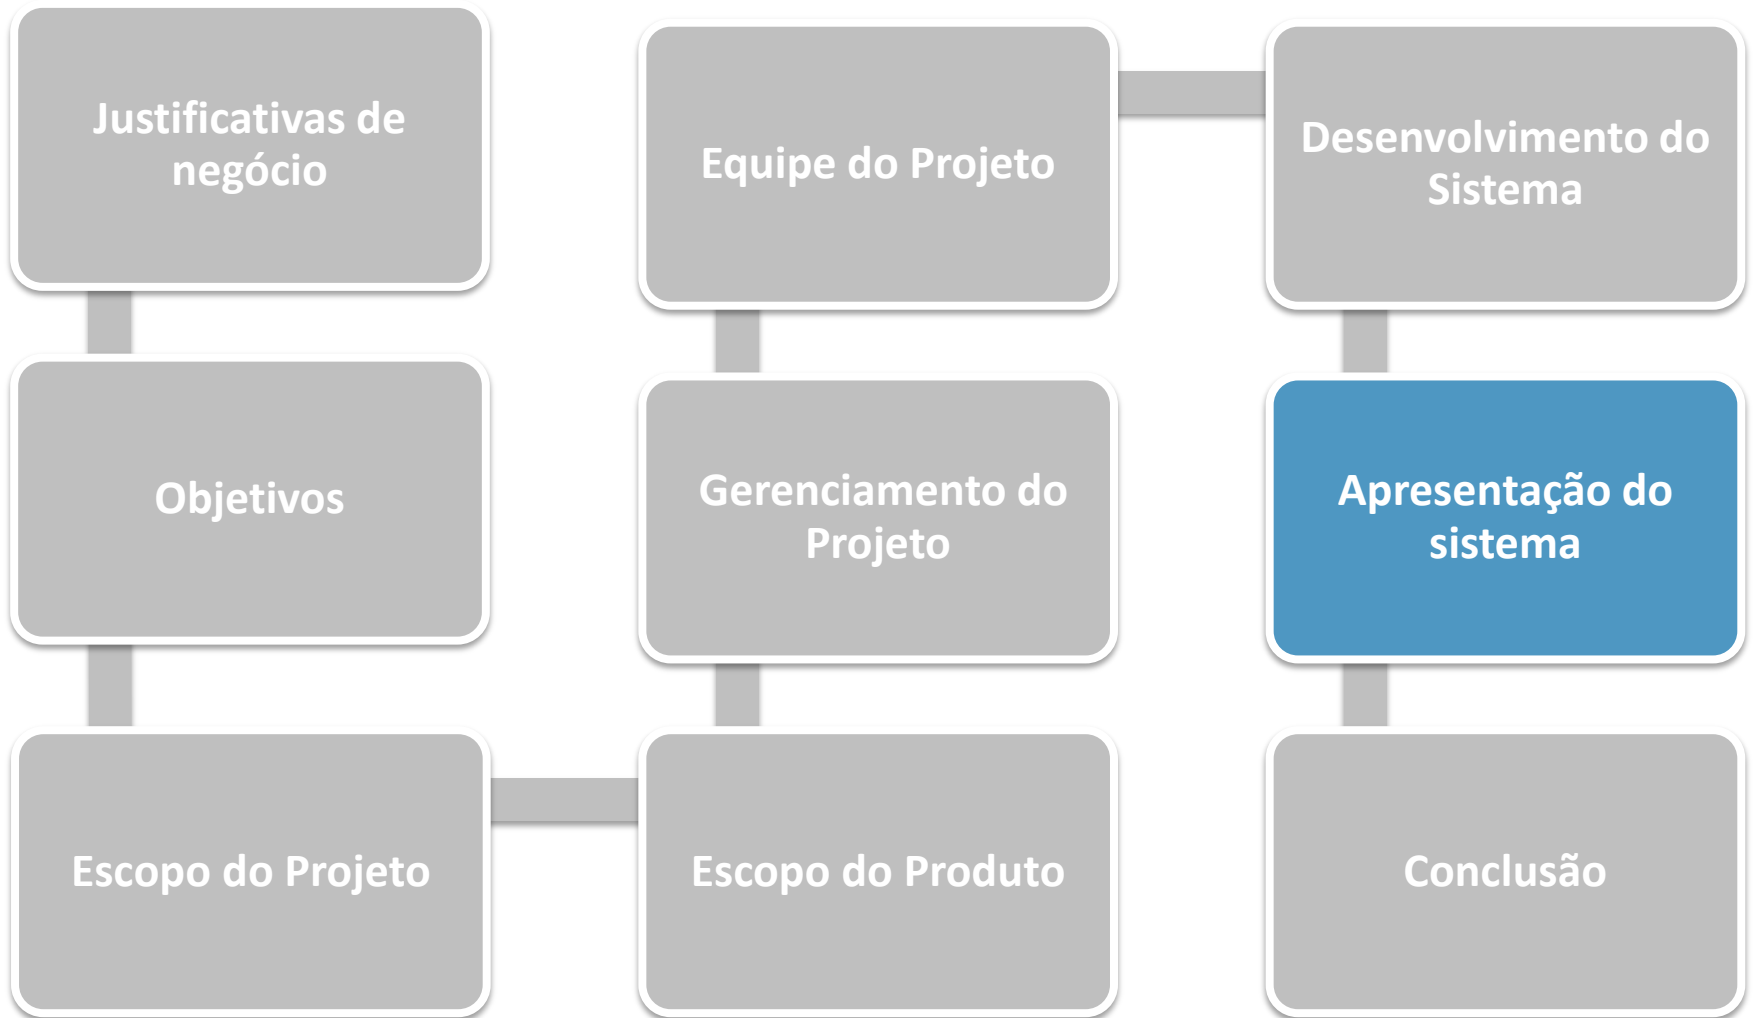 Justificativas de
negócio
Objetivos
Escopo do Projeto
Escopo do Produto
Gerenciamento do
Projeto
Equipe do Projeto
Desenvolvimento do
Sistema
Apresentação do
sistema
Conclusão